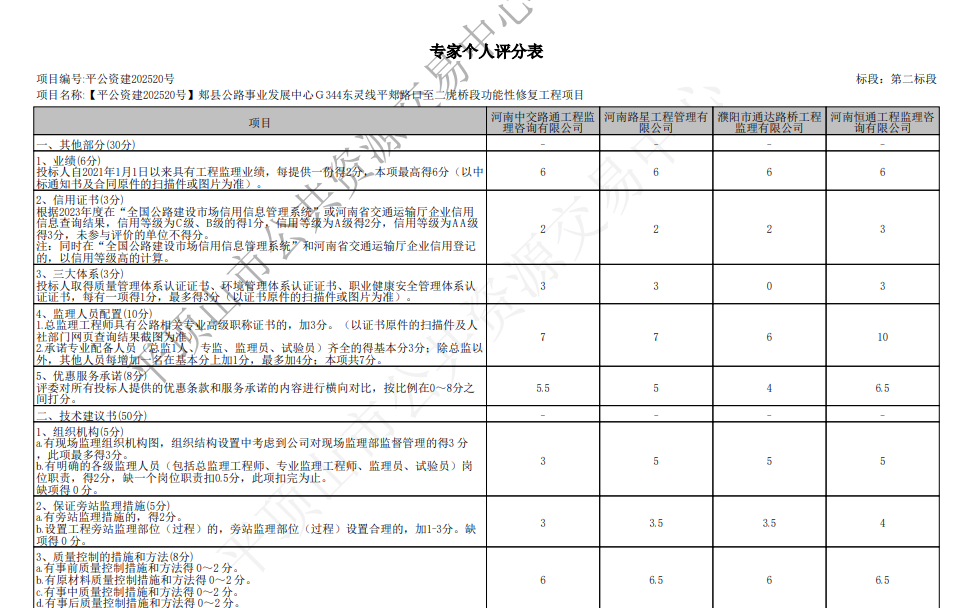 专家个人评分表
项目编号:平公资建202520号
标段：第二标段
项目名称:【平公资建202520号】郏县公路事业发展中心G344东灵线平郏路口至二虎桥段功能性修复工程项目
项目
河南中交路通工程监理咨询有限公司
河南路星工程管理有限公司
濮阳市通达路桥工程监理有限公司
河南恒通工程监理咨询有限公司
一、其他部分(30分) - - - -
1、业绩(6分)
投标人自2021年1月1日以来具有工程监理业绩，每提供一份得2分，本项最高得6分（以中
标通知书及合同原件的扫描件或图片为准）。
6 6 6 6
2、信用证书(3分)
根据2023年度在“全国公路建设市场信用信息管理系统”或河南省交通运输厅企业信用
信息查询结果，信用等级为C级、B级的得1分，信用等级为A级得2分，信用等级为AA级
得3分，未参与评价的单位不得分。
注：同时在“全国公路建设市场信用信息管理系统”和河南省交通运输厅企业信用登记
的，以信用等级高的计算。
2 2 2 3
3、三大体系(3分)
投标人取得质量管理体系认证证书、环境管理体系认证证书、职业健康安全管理体系认
证证书，每有一项得1分，最多得3分（以证书原件的扫描件或图片为准）。
3 3 0 3
4、监理人员配置(10分)
1.总监理工程师具有公路相关专业高级职称证书的，加3分。（以证书原件的扫描件及人
社部门网页查询结果截图为准）
2.承诺专业配备人员（总监1人、专监、监理员、试验员）齐全的得基本分3分；除总监以
外，其他人员每增加一名在基本分上加1分，最多加4分；本项共7分。
7 7 6 10
5、优惠服务承诺(8分)
评委对所有投标人提供的优惠条款和服务承诺的内容进行横向对比，按比例在0～8分之
间打分。
5.5 5 4 6.5
二、技术建议书(50分) - - - -
1、组织机构(5分)
a.有现场监理组织机构图，组织结构设置中考虑到公司对现场监理部监督管理的得3 分
，此项最多得3分。
b.有明确的各级监理人员（包括总监理工程师、专业监理工程师、监理员、试验员）岗
位职责，得2分，缺一个岗位职责扣0.5分，此项扣完为止。
缺项得 0 分。
3 5 5 5
2、保证旁站监理措施(5分)
a.有旁站监理措施的，得2分。
b.设置工程旁站监理部位（过程）的，旁站监理部位（过程）设置合理的，加1-3分。缺
项得 0 分。
3 3.5 3.5 4
3、质量控制的措施和方法(8分)
a.有事前质量控制措施和方法得 0～2 分。
b.有原材料质量控制措施和方法得 0～2 分。
c.有事中质量控制措施和方法得 0～2 分。
d.有事后质量控制措施和方法得 0～2 分。
6 6.5 6 6.5
平顶山市公共资源交易中心
平顶山市公共资源交易中心